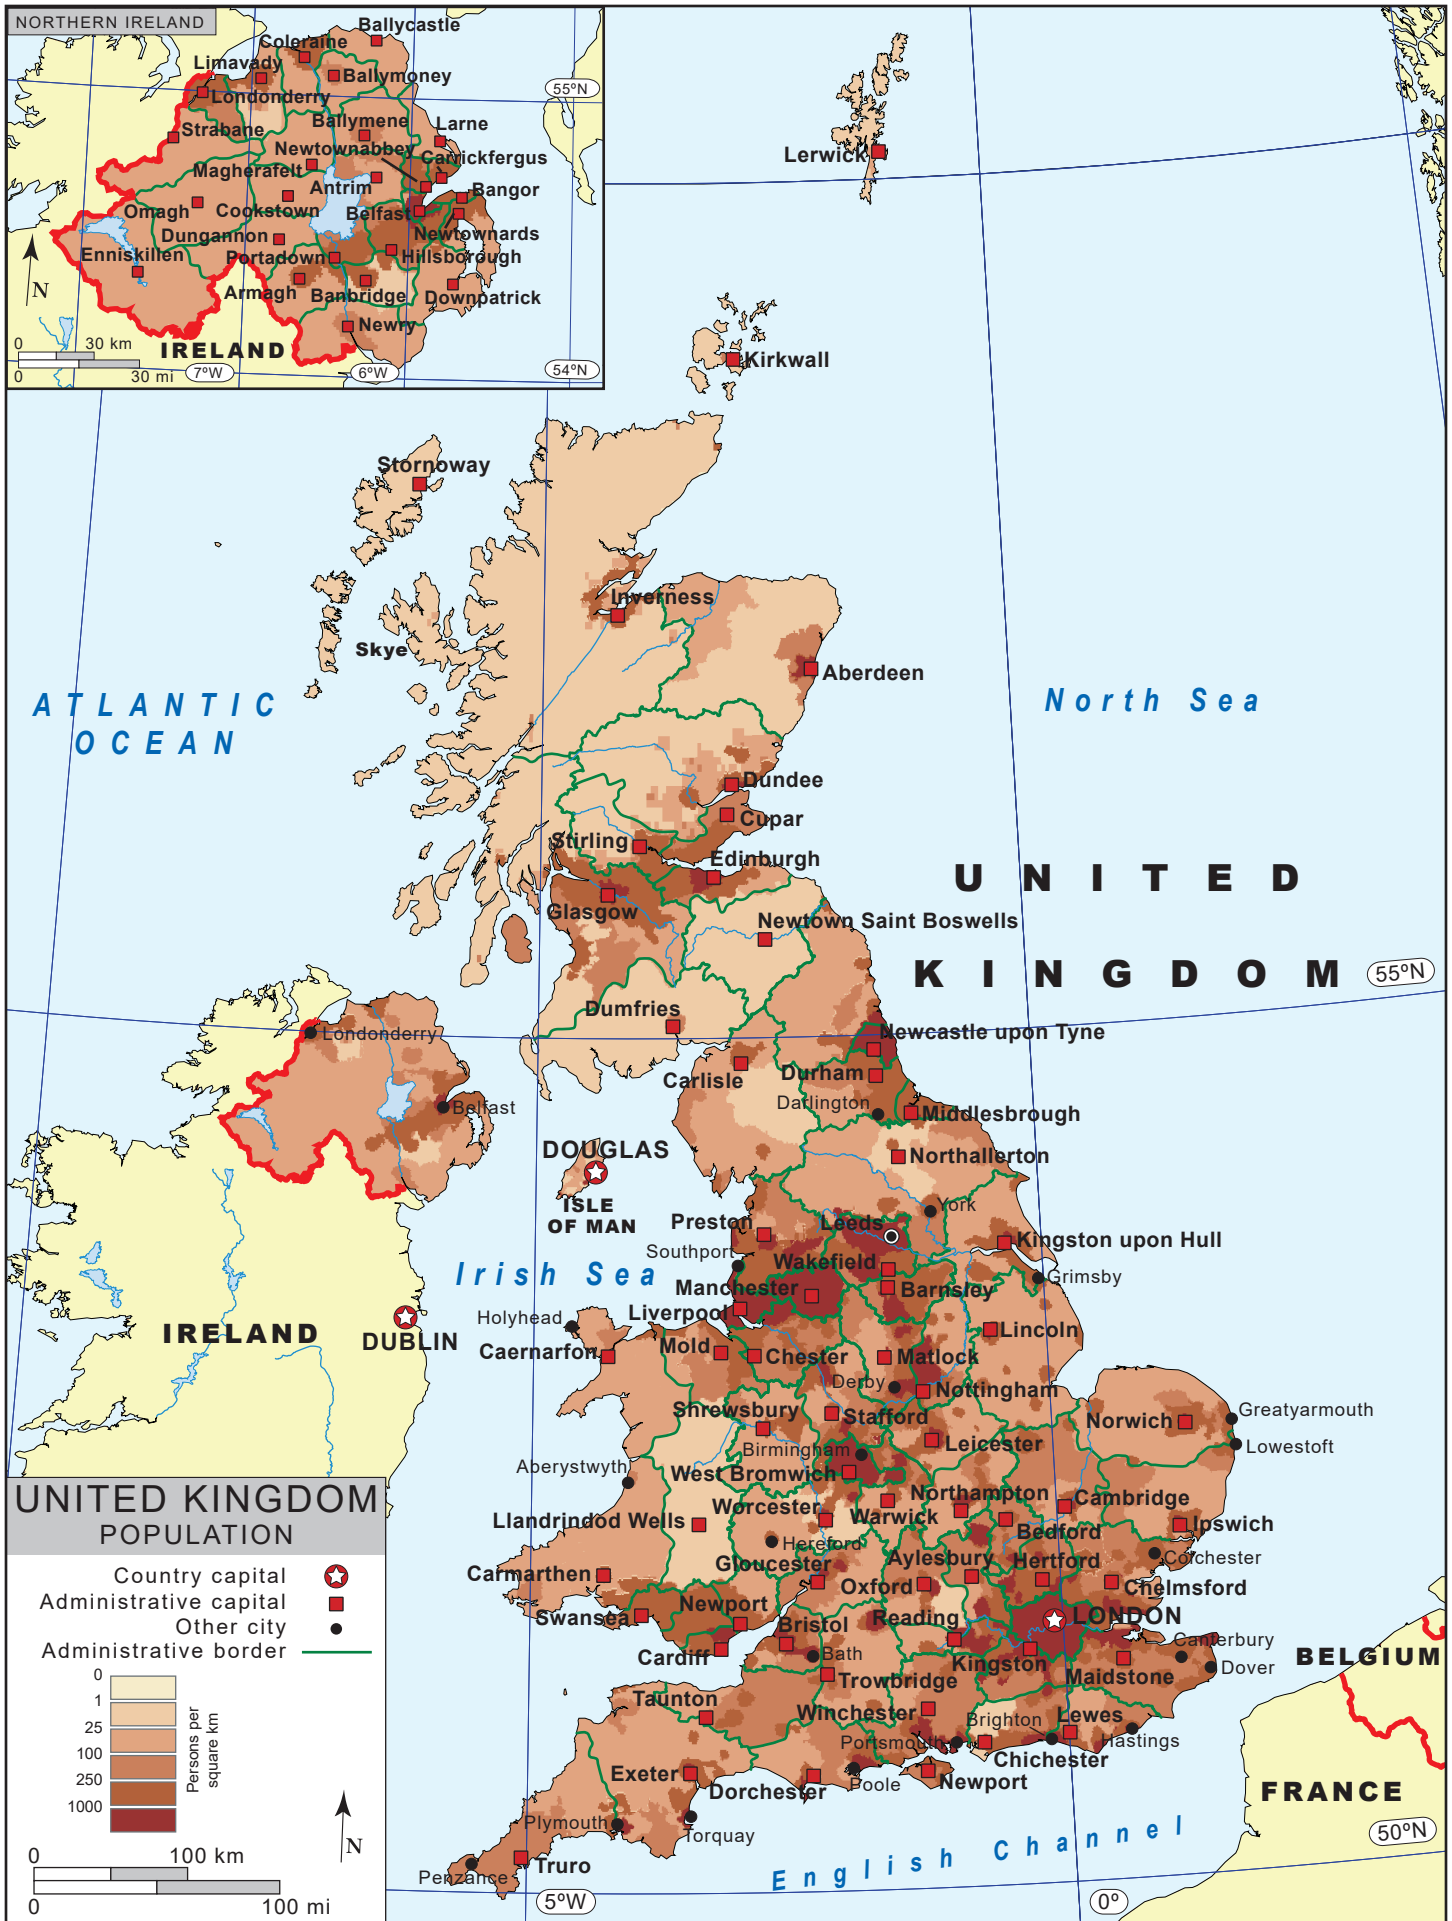 NORTHERN IRELAND
Ballycastle
Coleraine
Limavady
Ballymoney
55ºN
Londonderry
Ballymene
Larne
Strabane
Newtownabbey
Carrickfergus
Magherafelt
Antrim
Bangor
Omagh
Cookstown
Belfast
Newtownards
Dungannon
Enniskillen
Portadown
Hillsborough
Armagh
Banbridge
Downpatrick
Newry
N
0 30 km
0 30 mi
IRELAND
7ºW
6ºW
54ºN
Lerwick
Kirkwall
Stornoway
Inverness
Skye
Aberdeen
ATLANTIC
OCEAN
North Sea
Dundee
Cupar
Stirling
Edinburgh
UNITED
Glasgow
Newtown Saint Boswells
KINGDOM
55ºN
Dumfries
Londonderry
Newcastle upon Tyne
Carlisle
Durham
Darlington
Belfast
Middlesbrough
DOUGLAS
Northallerton
ISLE
OF MAN
York
Preston
Leeds
Kingston upon Hull
Southport
Wakefield
Irish Sea
Grimsby
Manchester
Barnsley
Liverpool
Holyhead
IRELAND
DUBLIN
Lincoln
Caernarfon
Mold
Chester
Matlock
Derby
Nottingham
Shrewsbury
Stafford
Norwich
Greatyarmouth
Birmingham
Leicester
Lowestoft
Aberystwyth
West Bromwich
Worcester
Northampton
Cambridge
Llandrindod Wells
Warwick
Bedford
Ipswich
Hereford
Gloucester
Aylesbury
Hertford
Colchester
Carmarthen
Oxford
Chelmsford
Swansea
Newport
Bristol
Reading
LONDON
Cardiff
Bath
Kingston
Canterbury
Maidstone
Dover
BELGIUM
Taunton
Trowbridge
Winchester
Brighton
Lewes
Portsmouth
Hastings
Chichester
Exeter
Dorchester
Poole
Newport
FRANCE
Plymouth
Torquay
English Channel
50ºN
Truro
Penzance
5ºW
0º
UNITED KINGDOM
POPULATION
Country capital
Administrative capital
Other city
Administrative border
0
1
25
100
250
1000
Persons per
square km
N
0 100 km
0 100 mi